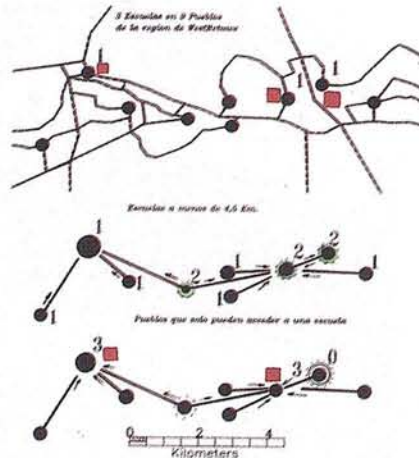 3 Escuelas en 9 Pueblos
de la region de
1
1
1
Escuelas a menos de 4,5 Km.
1
2
2
2
1
1
1
1
1
Pueblos que solo pueden acceder a una escuela
3
3
0
0 2 4
Kilometers